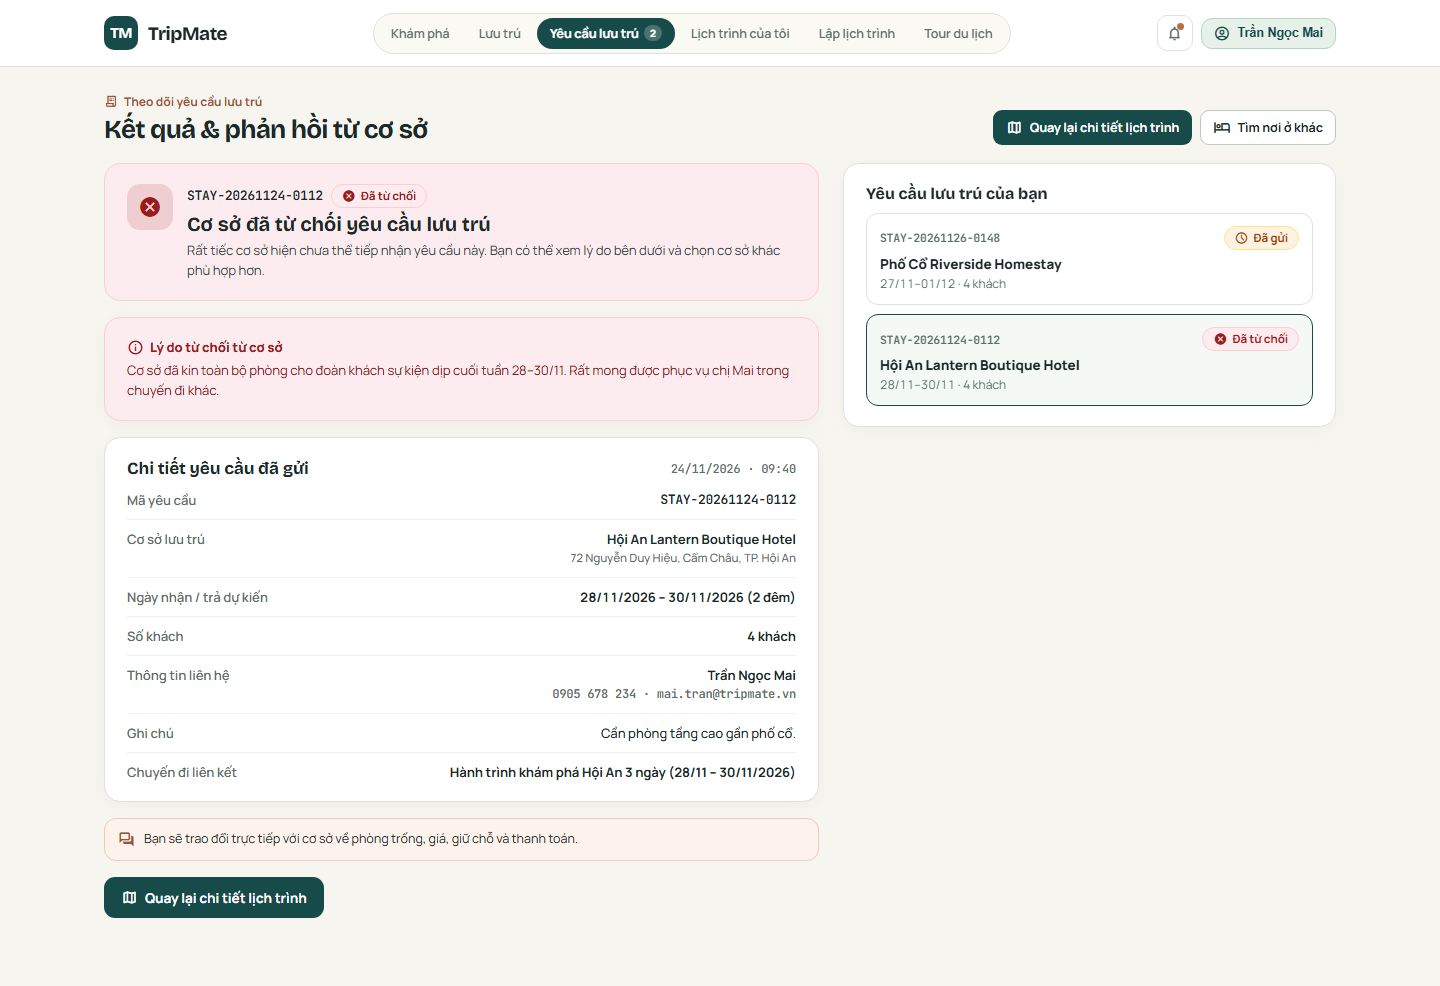 TM TripMate
Khám phá
Lưu trú
Yêu cầu lưu trú 2
Lịch trình của tôi
Lập lịch trình
Tour du lịch
Trần Ngọc Mai
Theo dõi yêu cầu lưu trú
Kết quả & phản hồi từ cơ sở
Quay lại chi tiết lịch trình
Tìm nơi ở khác
STAY-20261124-0112 Đã từ chối
Cơ sở đã từ chối yêu cầu lưu trú
Rất tiếc cơ sở hiện chưa thể tiếp nhận yêu cầu này. Bạn có thể xem lý do bên dưới và chọn cơ sở khác
phù hợp hơn.
Lý do từ chối từ cơ sở
Cơ sở đã kín toàn bộ phòng cho đoàn khách sự kiện dịp cuối tuần 28–30/11. Rất mong được phục vụ chị Mai trong
chuyến đi khác.
Chi tiết yêu cầu đã gửi
24/11/2026 · 09:40
Mã yêu cầu
STAY-20261124-0112
Cơ sở lưu trú
Hội An Lantern Boutique Hotel
72 Nguyễn Duy Hiệu, Cẩm Châu, TP. Hội An
Ngày nhận / trả dự kiến
28/11/2026 – 30/11/2026 (2 đêm)
Số khách
4 khách
Thông tin liên hệ
Trần Ngọc Mai
0905 678 234 · mai.tran@tripmate.vn
Ghi chú
Cần phòng tầng cao gần phố cổ.
Chuyến đi liên kết
Hành trình khám phá Hội An 3 ngày (28/11 – 30/11/2026)
Bạn sẽ trao đổi trực tiếp với cơ sở về phòng trống, giá, giữ chỗ và thanh toán.
Quay lại chi tiết lịch trình
Yêu cầu lưu trú của bạn
STAY-20261126-0148
Đã gửi
Phố Cổ Riverside Homestay
27/11–01/12 · 4 khách
STAY-20261124-0112
Đã từ chối
Hội An Lantern Boutique Hotel
28/11–30/11 · 4 khách